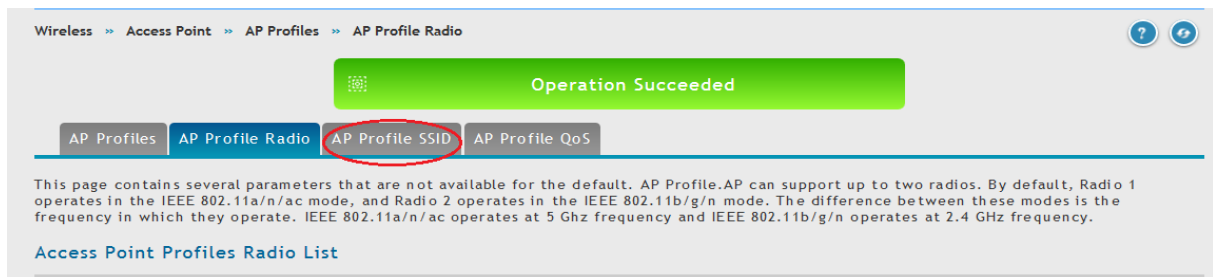 Wireless » Access Point » AP Profiles » AP Profile Radio
?
Operation Succeeded
AP Profiles AP Profile Radio AP Profile SSID AP Profile QoS
This page contains several parameters that are not available for the default. AP Profile.AP can support up to two radios. By default, Radio 1
operates in the IEEE 802.11a/n/ac mode, and Radio 2 operates in the IEEE 802.11b/g/n mode. The difference between these modes is the
frequency in which they operate. IEEE 802.11a/n/ac operates at 5 Ghz frequency and IEEE 802.11b/g/n operates at 2.4 GHz frequency.
Access Point Profiles Radio List